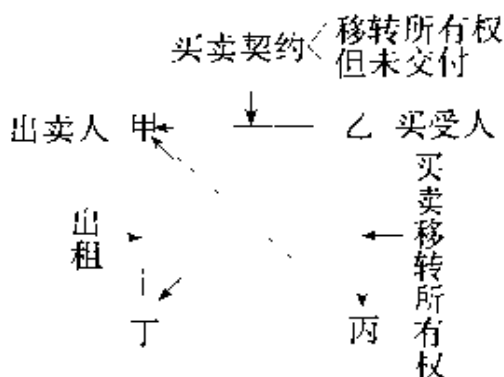 移转所有权
买卖契约
但未交付
出卖人 甲 乙 买受人
买卖移转所有权
出租
丁 丙